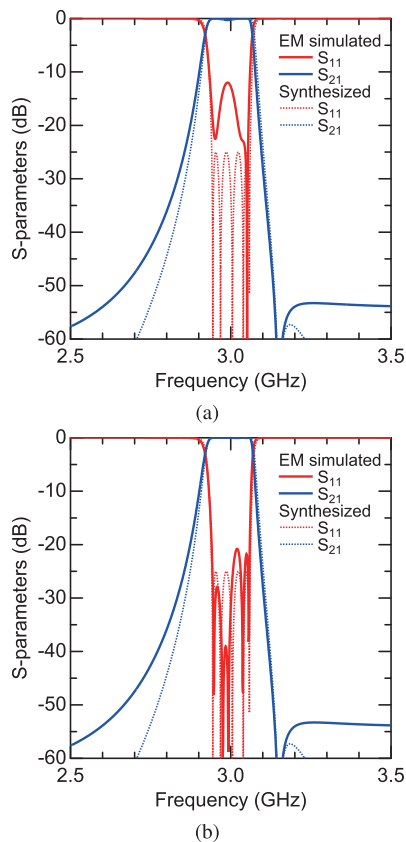 0
-10
-20
-30
-40
-50
-60
S-parameters (dB)
EM simulated
S11
S21
Synthesized
S11
S21
2.5 3.0 3.5
Frequency (GHz)
(a)
0
-10
-20
-30
-40
-50
-60
S-parameters (dB)
EM simulated
S11
S21
Synthesized
S11
S21
2.5 3.0 3.5
Frequency (GHz)
(b)